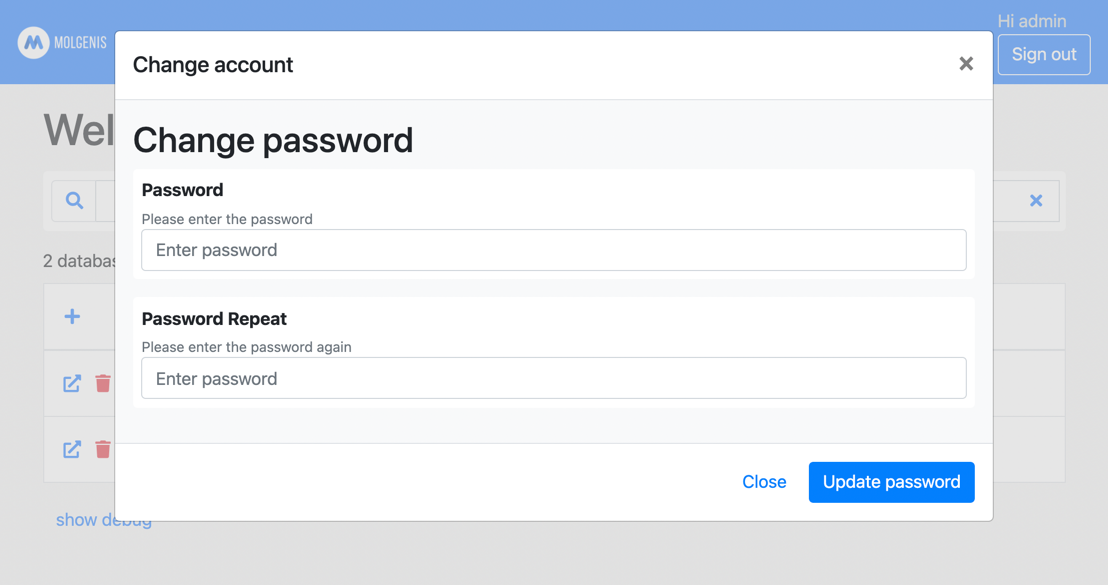 Hi admin
MOLGENIS
Sign out
Change account
Wel
Change password
Password
Please enter the password
Enter password
2 databas
Password Repeat
Please enter the password again
Enter password
Close
Update password
show debug